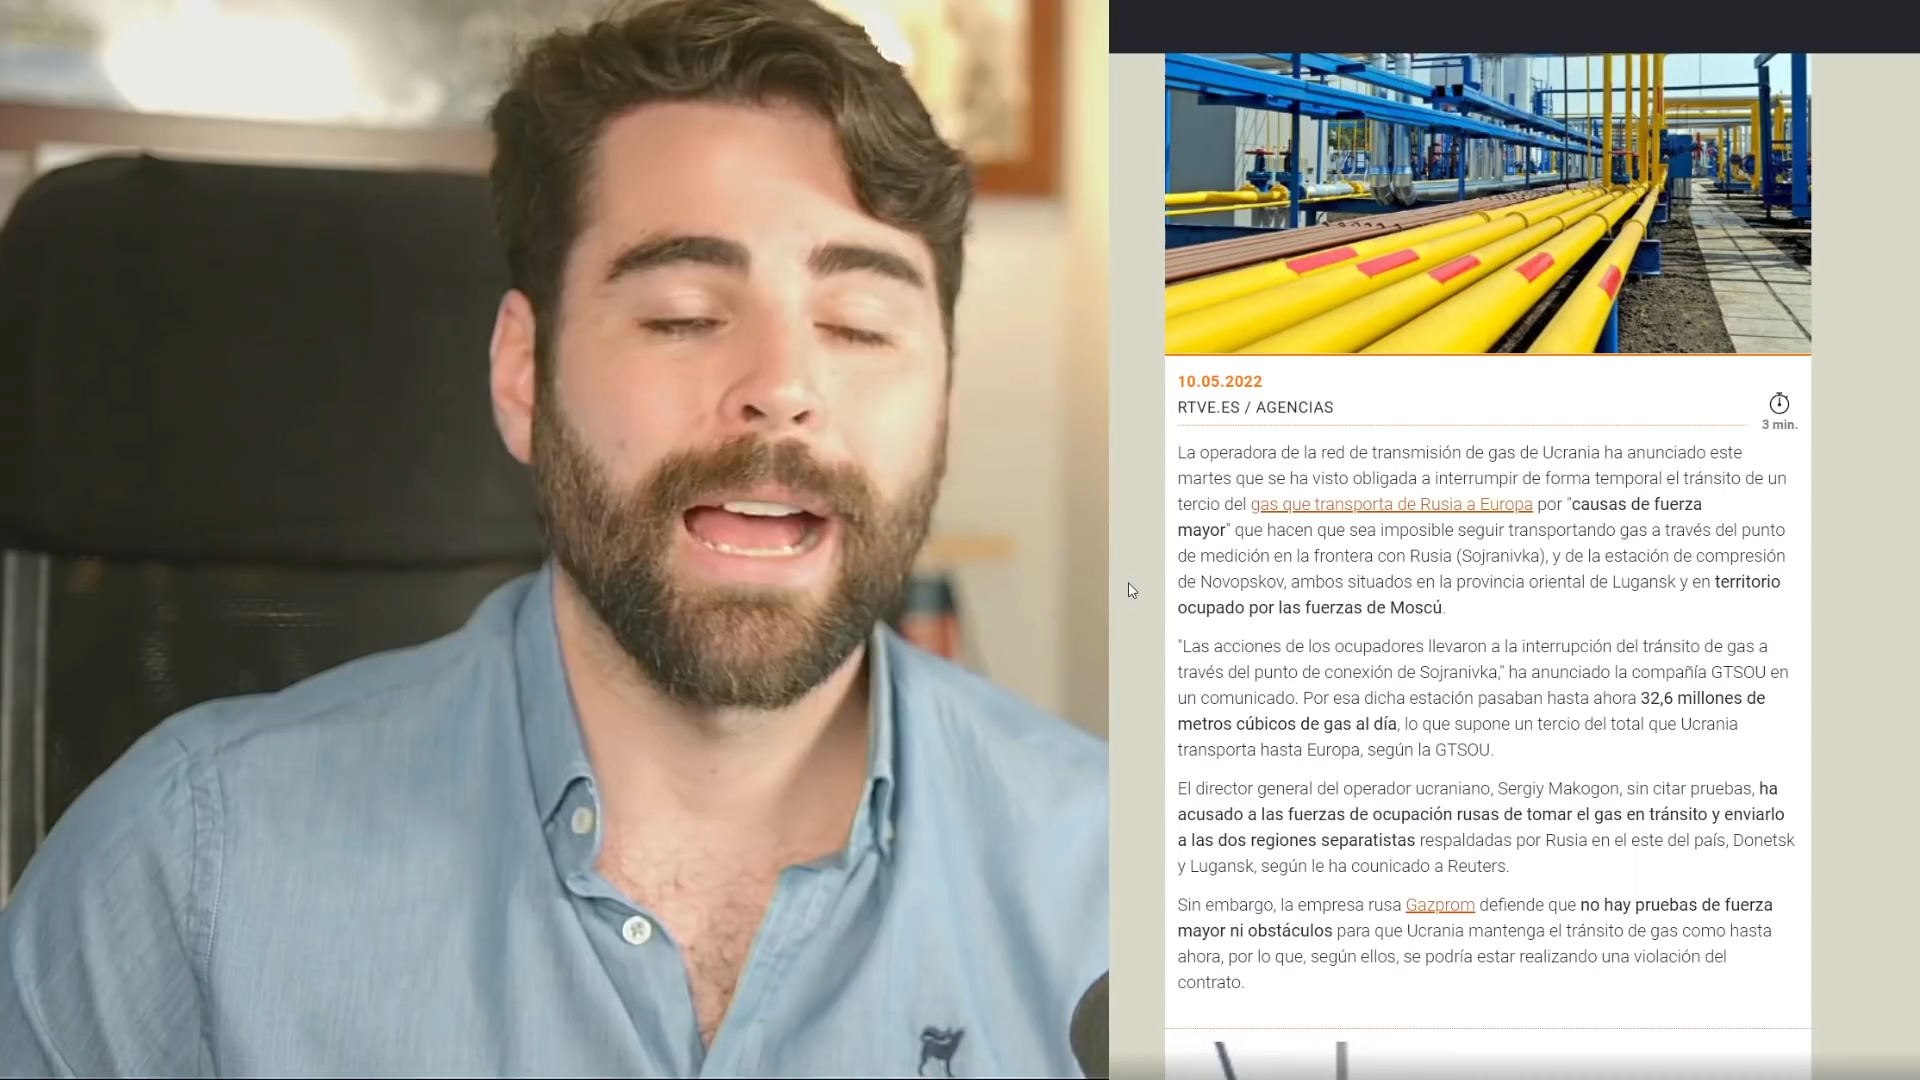 10.05.2022
RTVE.ES / AGENCIAS
3 min.
La operadora de la red de transmisión de gas de Ucrania ha anunciado este
martes que se ha visto obligada a interrumpir de forma temporal el tránsito de un
tercio del gas que transporta de Rusia a Europa por "causas de fuerza
mayor" que hacen que sea imposible seguir transportando gas a través del punto
de medición en la frontera con Rusia (Sojranivka), y de la estación de compresión
de Novopskov, ambos situados en la provincia oriental de Lugansk y en territorio
ocupado por las fuerzas de Moscú.
"Las acciones de los ocupadores llevaron a la interrupción del tránsito de gas a
través del punto de conexión de Sojranivka," ha anunciado la compañía GTSOU en
un comunicado. Por esa dicha estación pasaban hasta ahora 32,6 millones de
metros cúbicos de gas al día, lo que supone un tercio del total que Ucrania
transporta hasta Europa, según la GTSOU.
El director general del operador ucraniano, Sergiy Makogon, sin citar pruebas, ha
acusado a las fuerzas de ocupación rusas de tomar el gas en tránsito y enviarlo
a las dos regiones separatistas respaldadas por Rusia en el este del país, Donetsk
y Lugansk, según le ha counicado a Reuters.
Sin embargo, la empresa rusa Gazprom defiende que no hay pruebas de fuerza
mayor ni obstáculos para que Ucrania mantenga el tránsito de gas como hasta
ahora, por lo que, según ellos, se podría estar realizando una violación del
contrato.